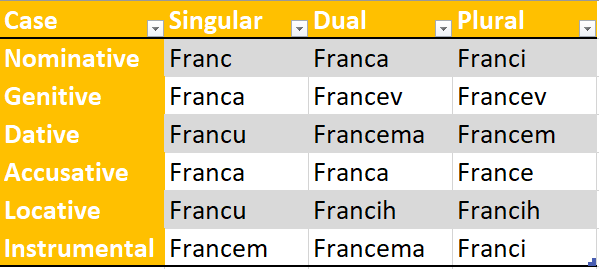 Case Singular Dual Plural
Nominative Franc Franca Franci
Genitive Franca Francev Francev
Dative Francu Francema Francem
Accusative Franca Franca France
Locative Francu Francih Francih
Instrumental Francem Francema Franci